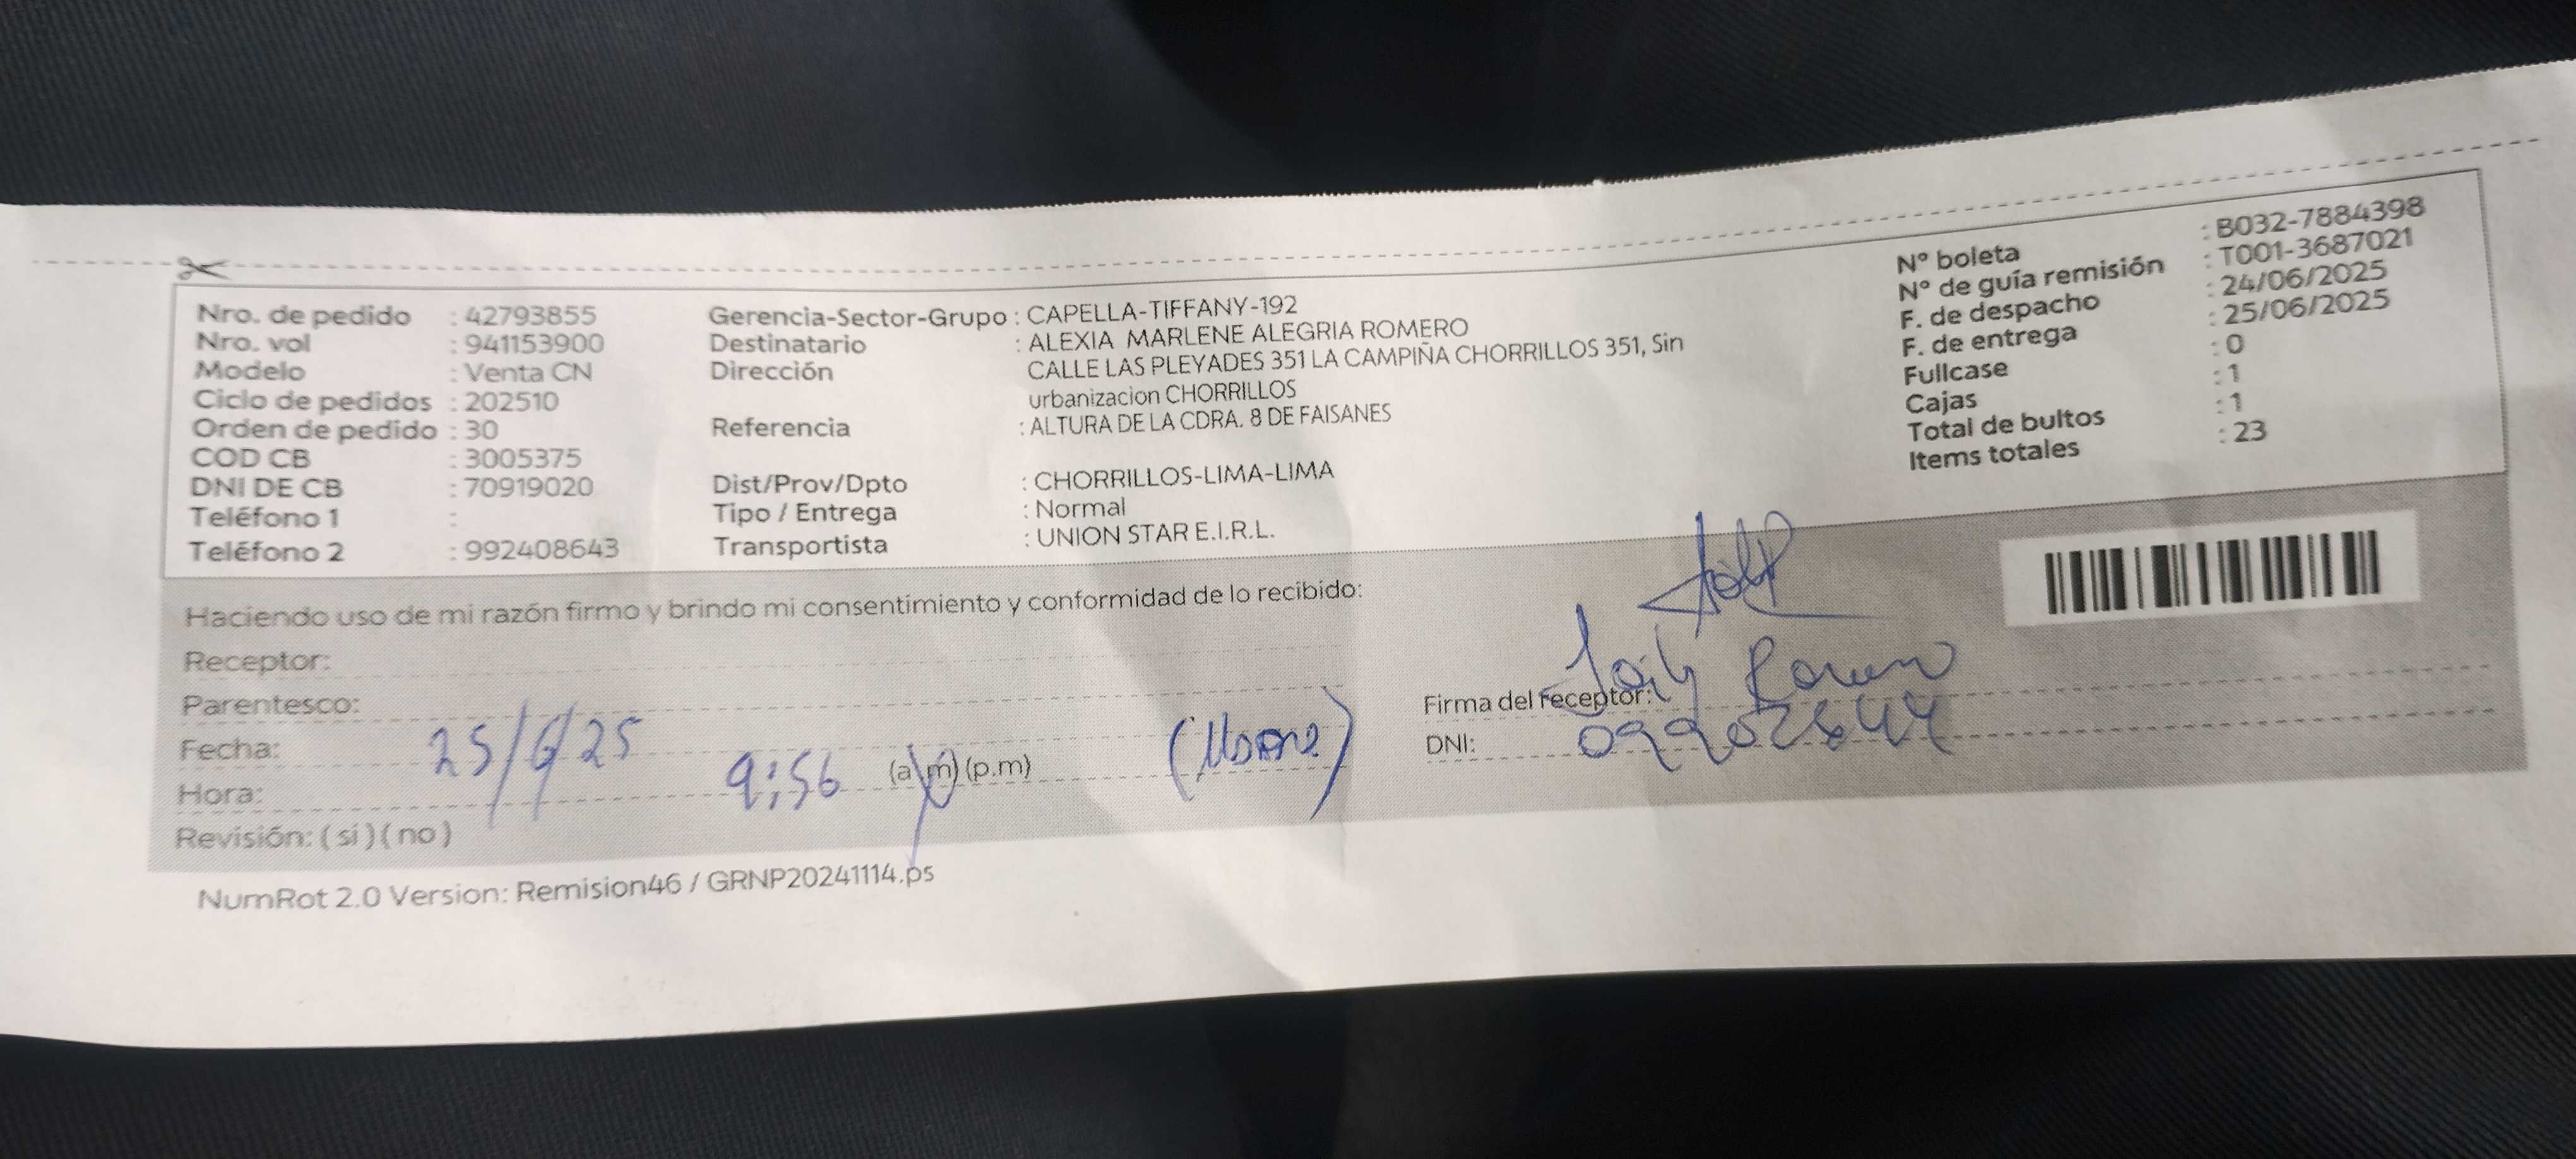 Nro. de pedido : 42793855
Nro. vol : 941153900
Modelo : Venta CN
Ciclo de pedidos : 202510
Orden de pedido : 30
COD CB : 3005375
DNI DE CB : 70919020
Teléfono 1 :
Teléfono 2 : 992408643
Gerencia-Sector-Grupo : CAPELLA-TIFFANY-192
Destinatario : ALEXIA MARLENE ALEGRIA ROMERO
Dirección CALLE LAS PLEYADES 351 LA CAMPIÑA CHORRILLOS 351, Sin
urbanizacion CHORRILLOS
Referencia : ALTURA DE LA CDRA. 8 DE FAISANES
Dist/Prov/Dpto : CHORRILLOS-LIMA-LIMA
Tipo / Entrega : Normal
Transportista : UNION STAR E.I.R.L.
N° boleta : B032-7884398
N° de guía remisión : T001-3687021
F. de despacho : 24/06/2025
F. de entrega : 25/06/2025
Fullcase : 0
Cajas : 1
Total de bultos : 1
Items totales : 23
Haciendo uso de mi razón firmo y brindo mi consentimiento y conformidad de lo recibido:
Receptor:
Parentesco:
Fecha: 25/6/25
Hora: 9:56 (a.m) (p.m)
Revisión: ( si ) ( no )
Firma del receptor:
DNI:
NumRot 2.0 Version: Remision46 / GRNP20241114.ps